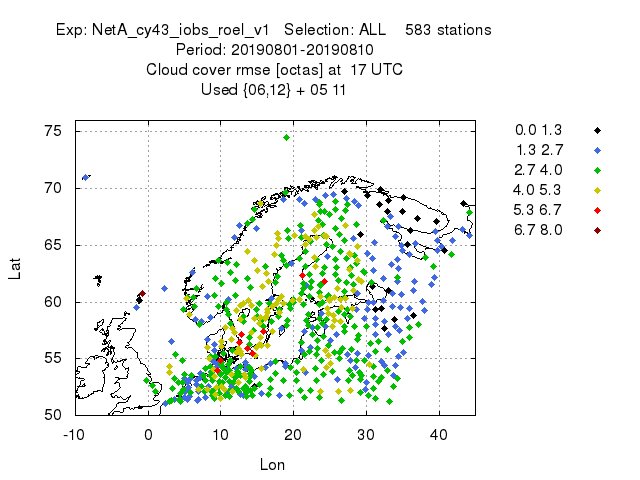 Exp: NetA_cy43_iobs_roel_v1 Selection: ALL 583 stations
Period: 20190801-20190810
Cloud cover rmse [octas] at 17 UTC
Used {06,12} + 05 11
0.0 1.3
1.3 2.7
2.7 4.0
4.0 5.3
5.3 6.7
6.7 8.0
75
70
65
60
55
50
Lat
-10 0 10 20 30 40
Lon